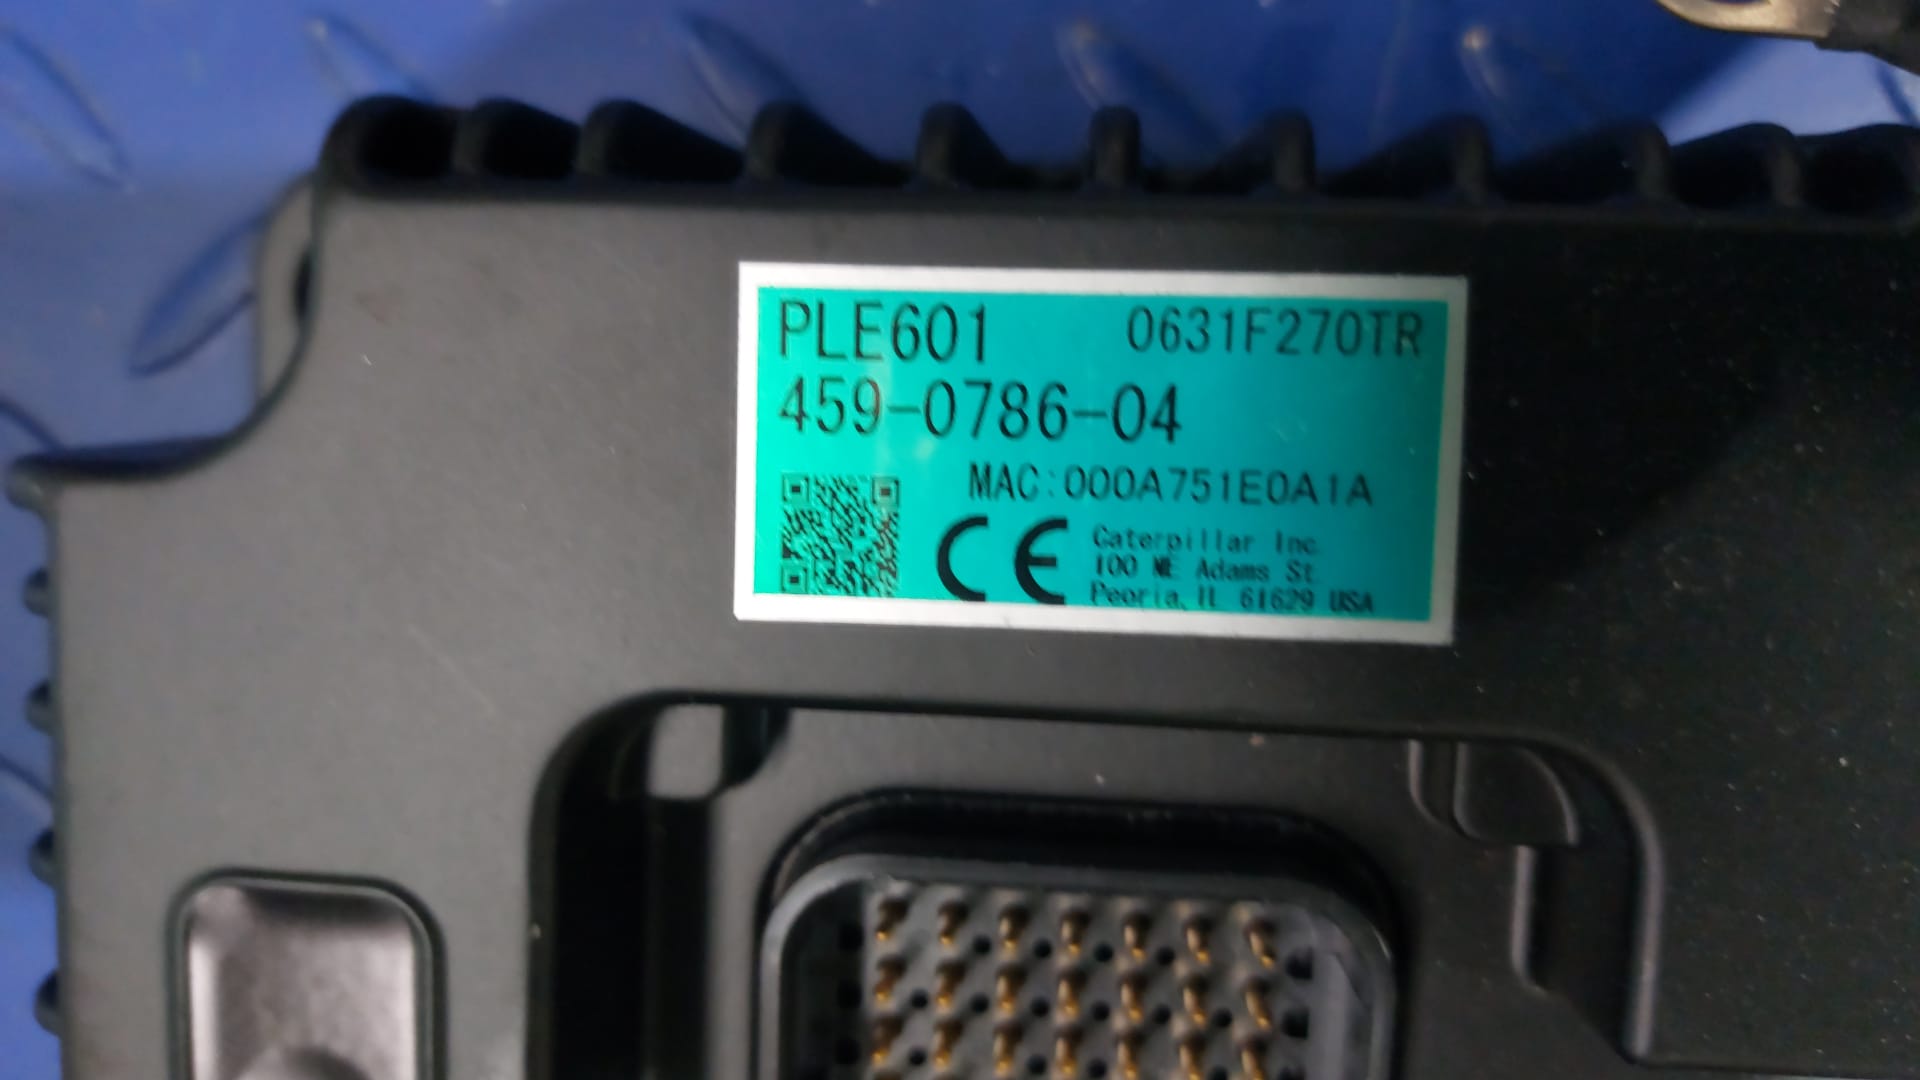 PLE601 0631F270TR
459-0786-04
MAC:000A751E0A1A
CE
Caterpillar Inc
100 NE Adams St
Peoria, IL 61629 USA